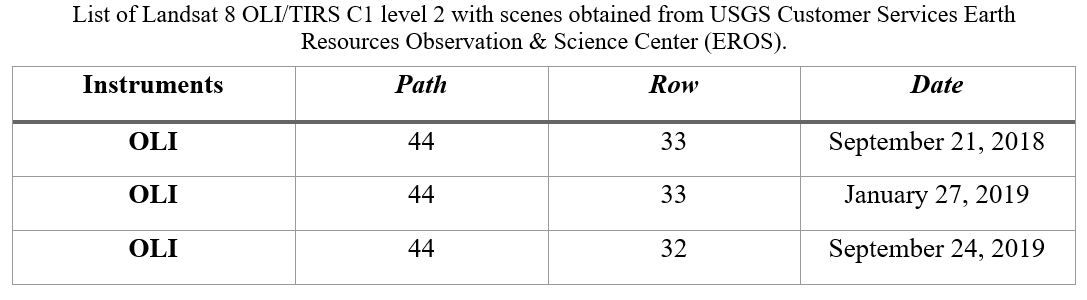 List of Landsat 8 OLI/TIRS C1 level 2 with scenes obtained from USGS Customer Services Earth
Resources Observation & Science Center (EROS).
Instruments Path Row Date
OLI 44 33 September 21, 2018
OLI 44 33 January 27, 2019
OLI 44 32 September 24, 2019